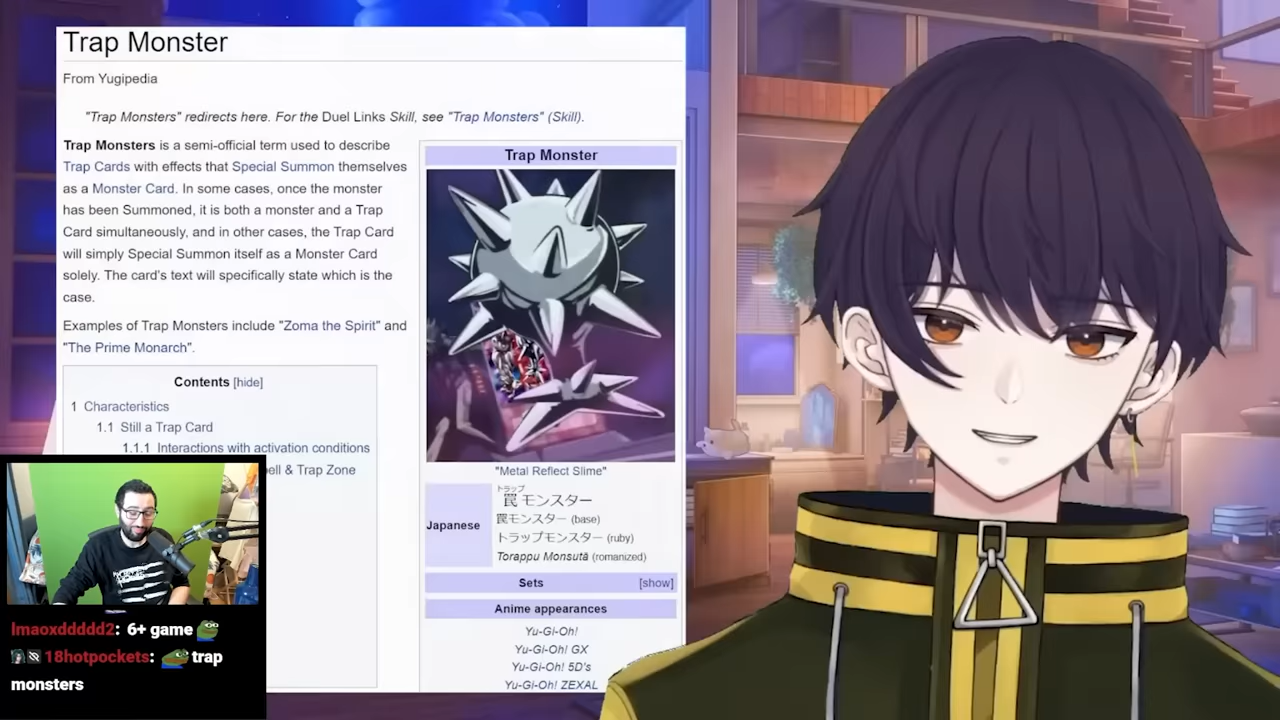 Trap Monster
From Yugipedia
"Trap Monsters" redirects here. For the Duel Links Skill, see "Trap Monsters" (Skill).
Trap Monsters is a semi-official term used to describe
Trap Cards with effects that Special Summon themselves
as a Monster Card. In some cases, once the monster
has been Summoned, it is both a monster and a Trap
Card simultaneously, and in other cases, the Trap Card
will simply Special Summon itself as a Monster Card
solely. The card's text will specifically state which is the
case.
Examples of Trap Monsters include "Zoma the Spirit" and
"The Prime Monarch".
Contents [hide]
1 Characteristics
1.1 Still a Trap Card
1.1.1 Interactions with activation conditions
ell & Trap Zone
Trap Monster
"Metal Reflect Slime"
Japanese
トラップ
罠モンスター
罠モンスター (base)
トラップモンスター (ruby)
Torappu Monsutā (romanized)
Sets [show]
Anime appearances
Yu-Gi-Oh!
Yu-Gi-Oh! GX
Yu-Gi-Oh! 5D's
Yu-Gi-Oh! ZEXAL
lmaoxddddd2: 6+ game
18hotpockets: trap
monsters